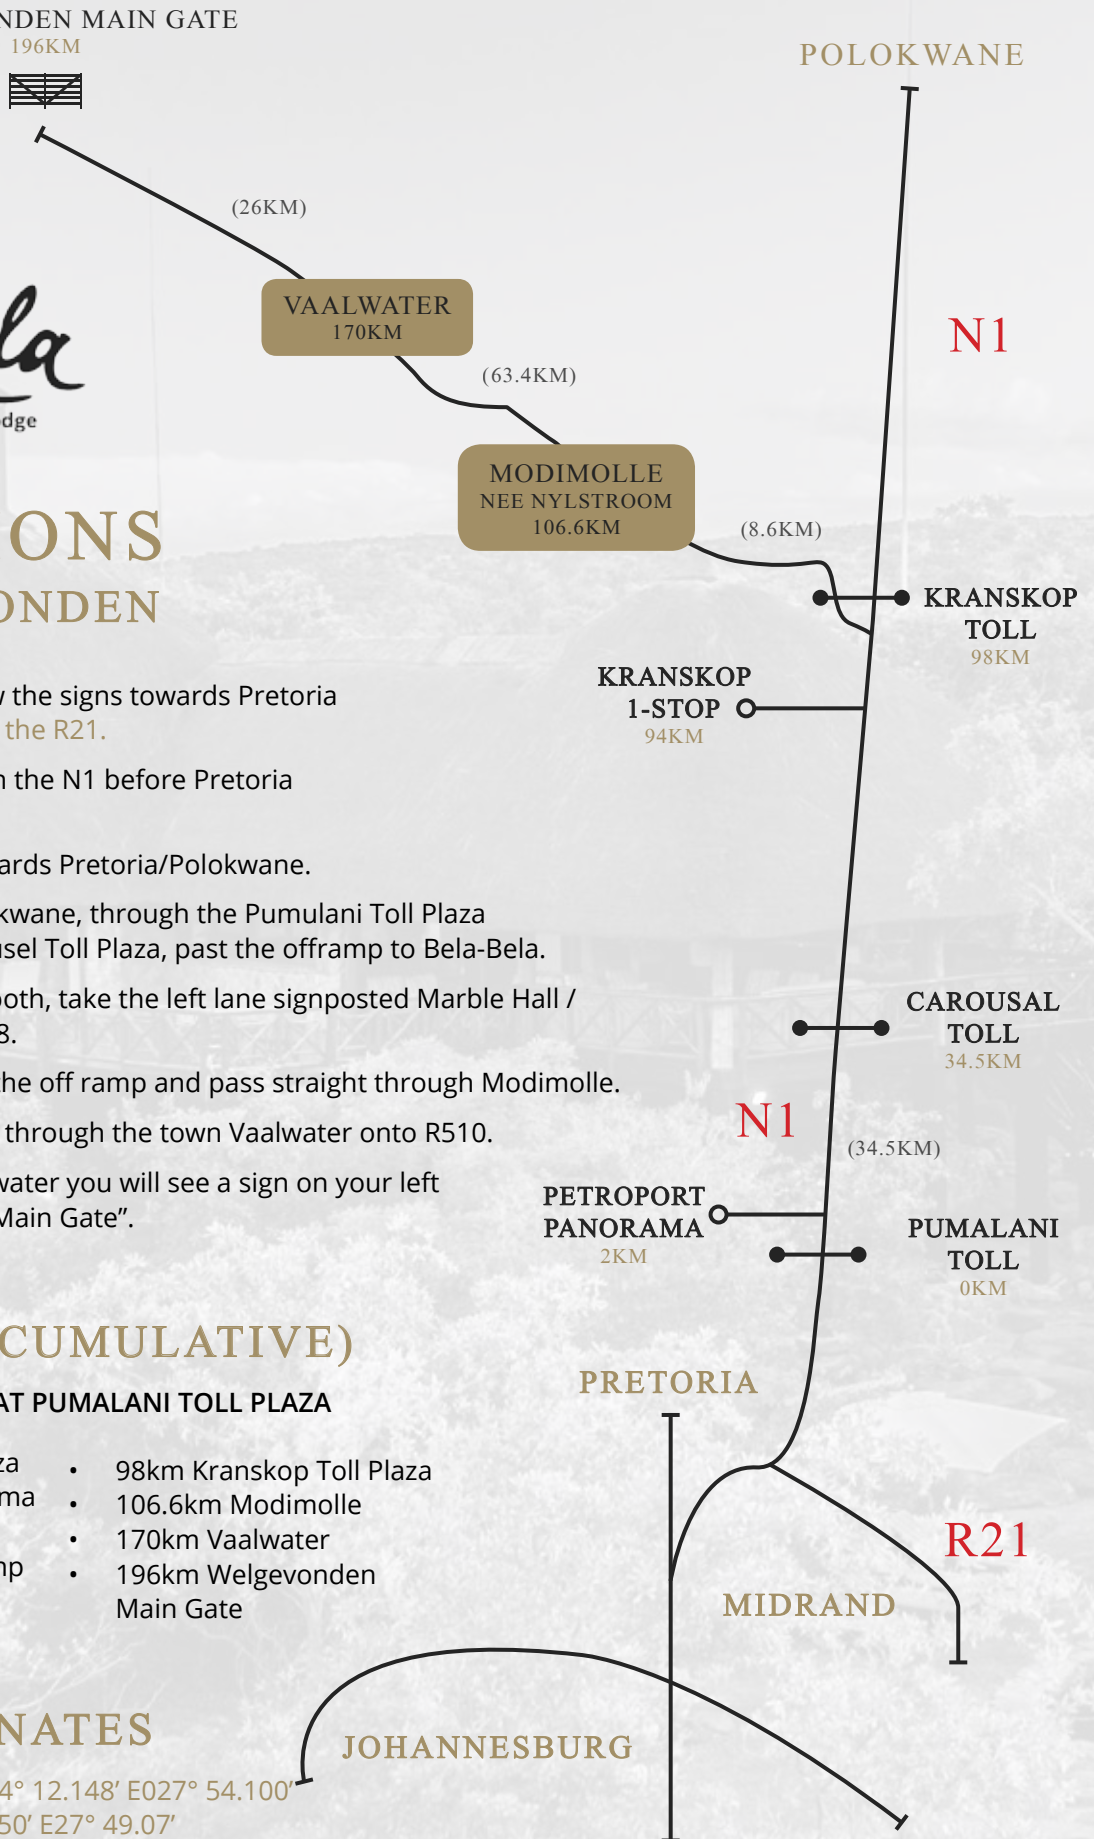 NDEN MAIN GATE
196KM
POLOKWANE
(26KM)
VAALWATER
170KM
N1
(63.4KM)
la
dge
MODIMOLLE
NEE NYLSTROOM
106.6KM
(8.6KM)
KRANSKOP
TOLL
98KM
KRANSKOP
1-STOP
94KM
ONS
ONDEN
w the signs towards Pretoria
the R21.
n the N1 before Pretoria
ards Pretoria/Polokwane.
kwane, through the Pumulani Toll Plaza
usel Toll Plaza, past the offramp to Bela-Bela.
ooth, take the left lane signposted Marble Hall /
8.
the off ramp and pass straight through Modimolle.
through the town Vaalwater onto R510.
water you will see a sign on your left
Main Gate”.
CAROUSAL
TOLL
34.5KM
N1
(34.5KM)
PETROPORT
PANORAMA
2KM
PUMALANI
TOLL
0KM
CUMULATIVE)
AT PUMALANI TOLL PLAZA
za
ma
mp
• 98km Kranskop Toll Plaza
• 106.6km Modimolle
• 170km Vaalwater
• 196km Welgevonden
Main Gate
PRETORIA
R21
MIDRAND
JOHANNESBURG
NATES
4° 12.148’ E027° 54.100’
50’ E27° 49.07’